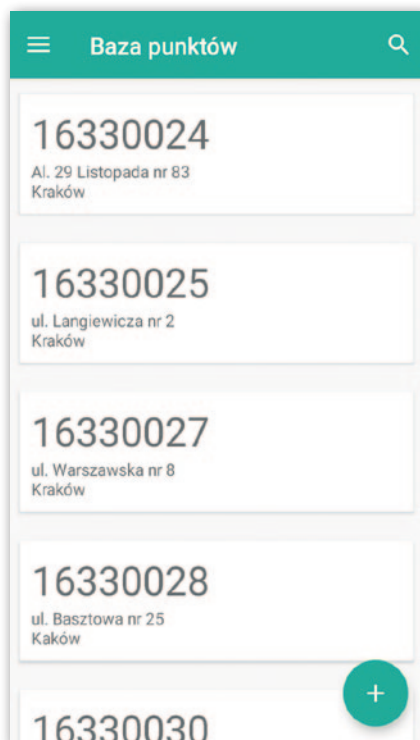 Baza punktów
16330024
Al. 29 Listopada nr 83
Kraków
16330025
ul. Langiewicza nr 2
Kraków
16330027
ul. Warszawska nr 8
Kraków
16330028
ul. Basztowa nr 25
Kaków
16330030